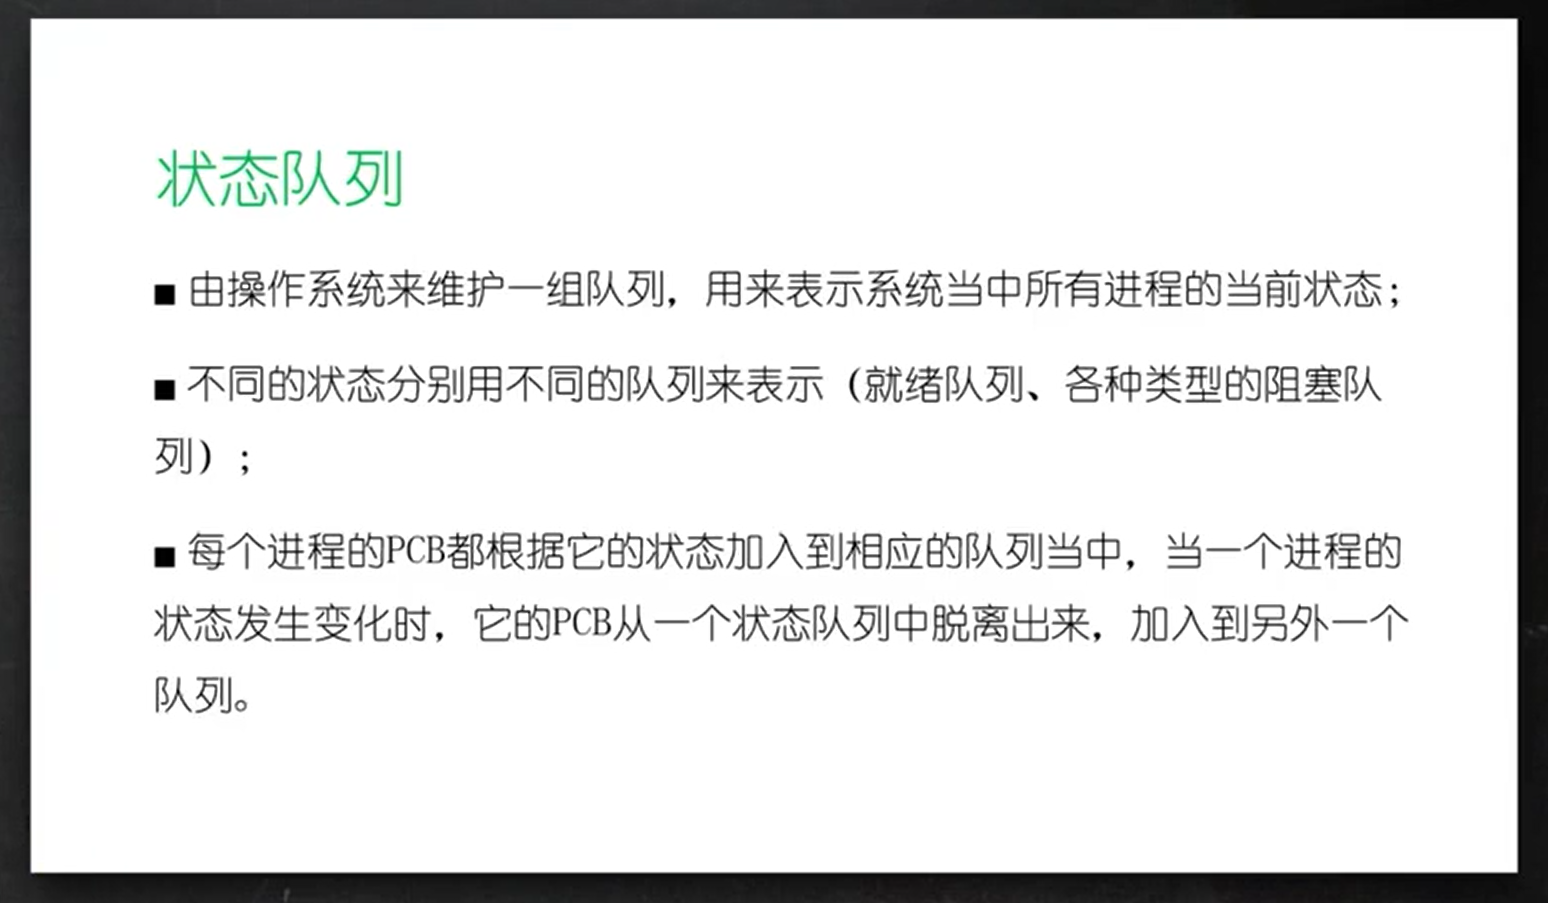 状态队列
■ 由操作系统来维护一组队列，用来表示系统当中所有进程的当前状态；
■ 不同的状态分别用不同的队列来表示（就绪队列、各种类型的阻塞队
列）；
■ 每个进程的PCB都根据它的状态加入到相应的队列当中，当一个进程的
状态发生变化时，它的PCB从一个状态队列中脱离出来，加入到另外一个
队列。